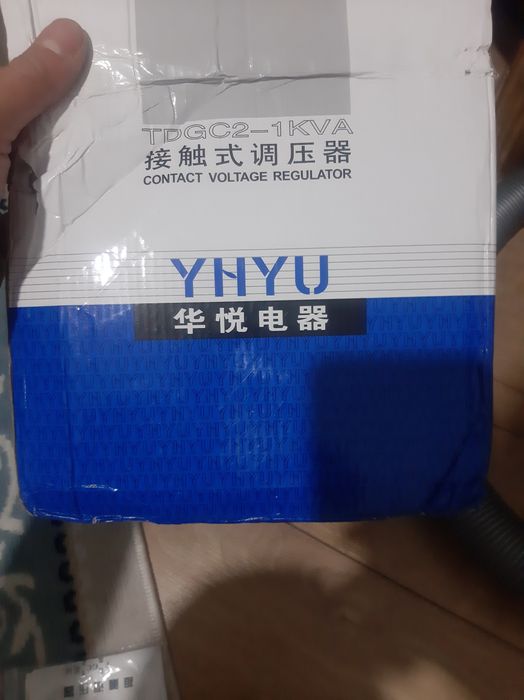 TDGC2-1KVA
接触式调压器
CONTACT VOLTAGE REGULATOR
YHYU
华悦电器